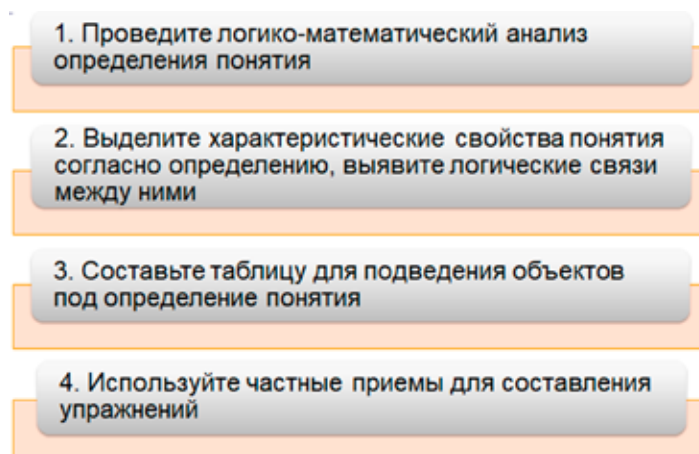 1. Проведите логико-математический анализ
определения понятия
2. Выделите характеристические свойства понятия
согласно определению, выявите логические связи
между ними
3. Составьте таблицу для подведения объектов
под определение понятия
4. Используйте частные приемы для составления
упражнений